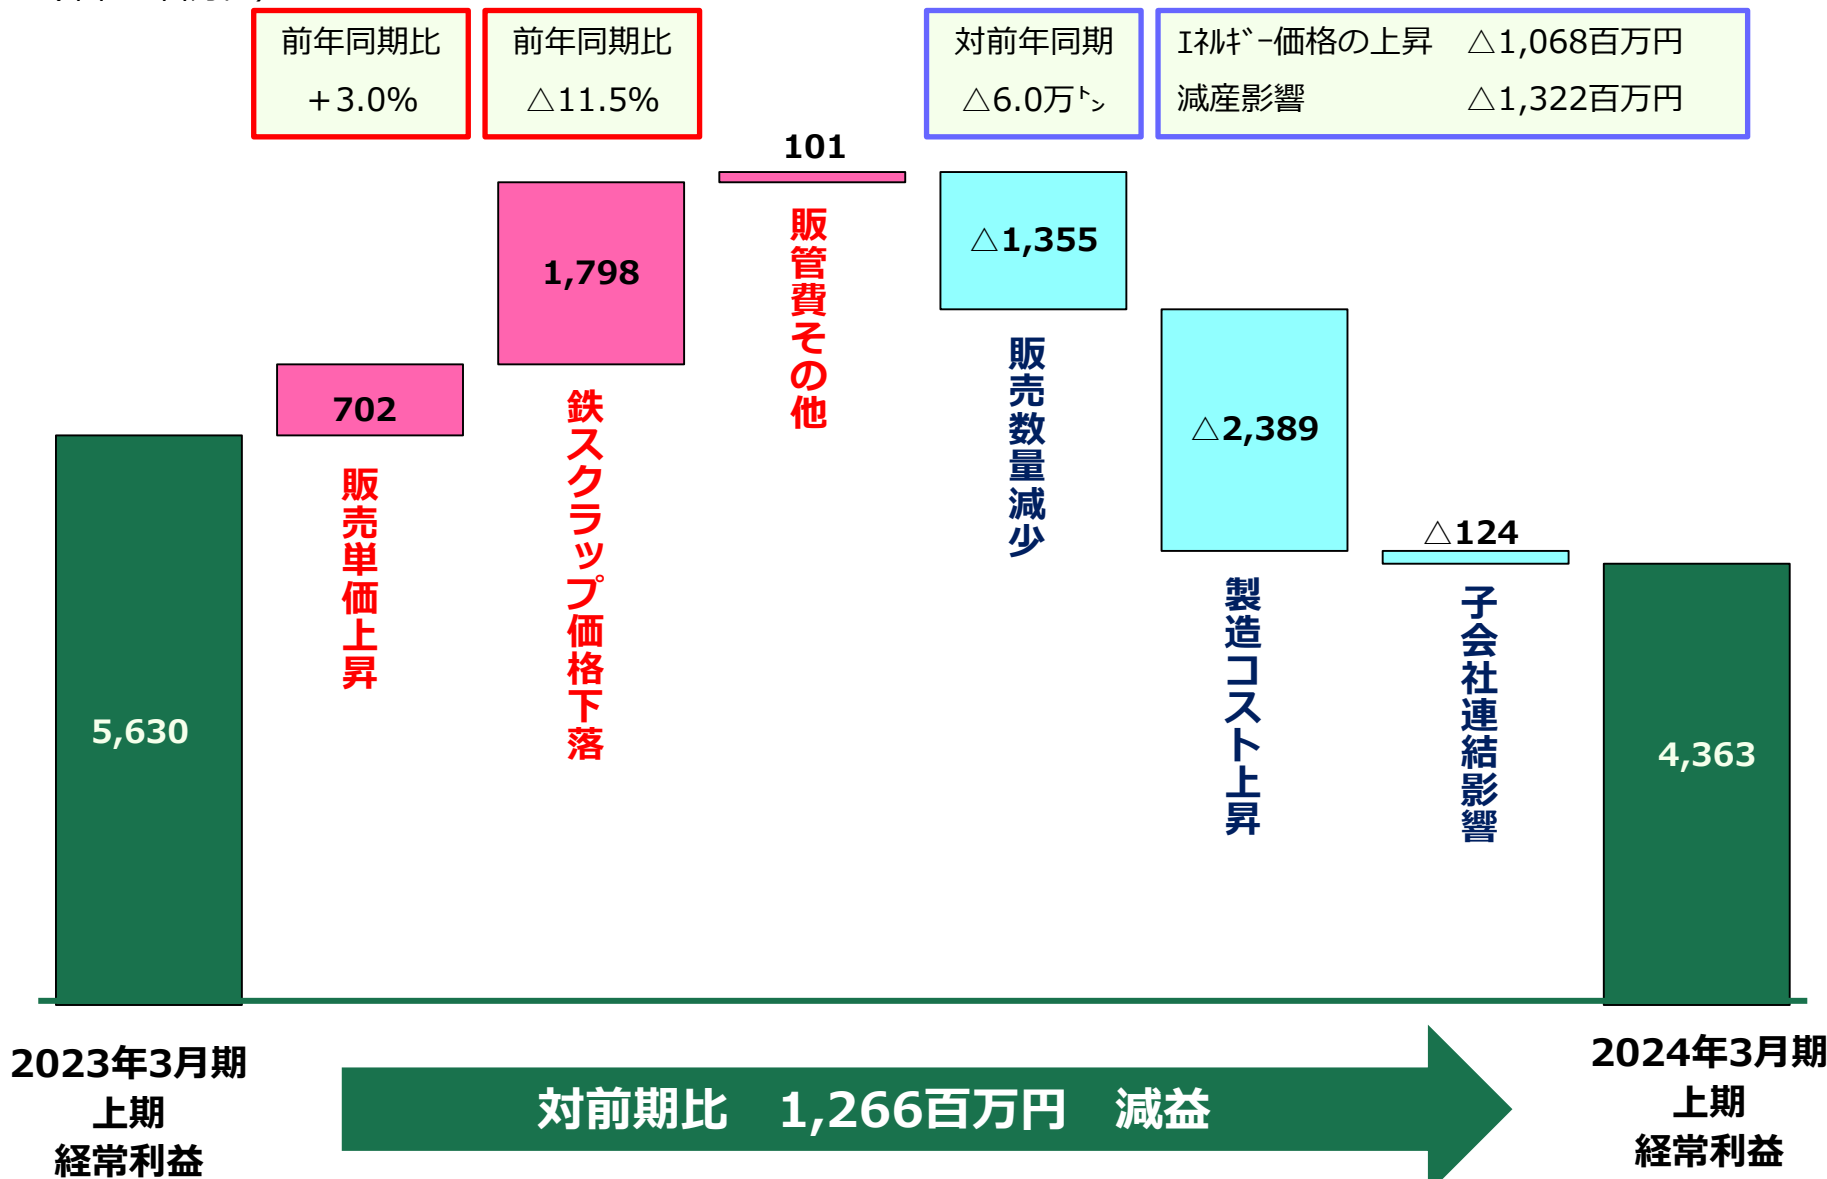 前年同期比
＋3.0%
前年同期比
△11.5%
対前年同期
△6.0万㌧
ｴﾈﾙｷﾞｰ価格の上昇　△1,068百万円
減産影響　△1,322百万円
101
販管費その他
1,798
鉄スクラップ価格下落
702
販売単価上昇
△1,355
販売数量減少
△2,389
製造コスト上昇
△124
子会社連結影響
5,630
4,363
2023年3月期
上期
経常利益
対前期比　1,266百万円　減益
2024年3月期
上期
経常利益